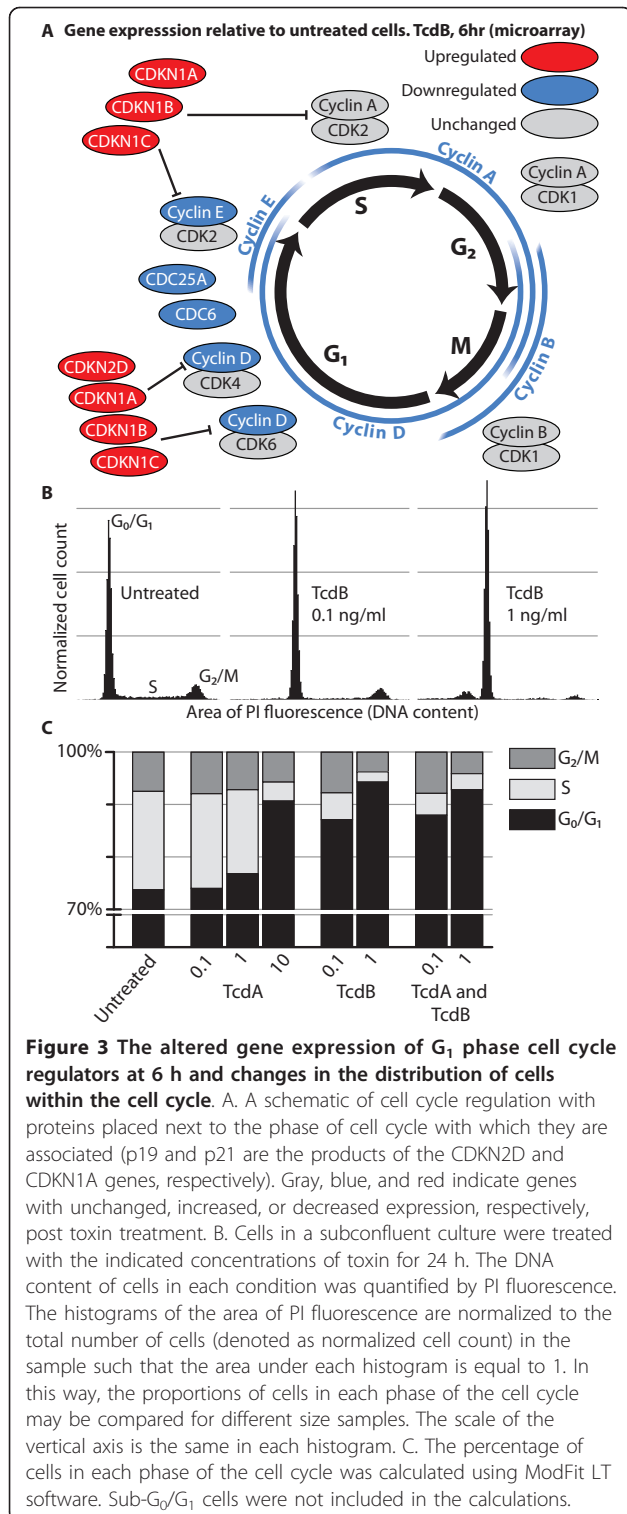 A Gene expresssion relative to untreated cells. TcdB, 6hr (microarray)
Upregulated
Downregulated
Unchanged
CDKN1A
CDKN1B
CDKN1C
Cyclin A
CDK2
Cyclin A
CDK1
Cyclin E
CDK2
CDC25A
CDC6
CDKN2D
CDKN1A
CDKN1B
CDKN1C
Cyclin D
CDK4
Cyclin D
CDK6
Cyclin B
CDK1
Cyclin E
Cyclin A
Cyclin B
Cyclin D
S
G₂
M
G₁
B
Normalized cell count
G₀/G₁
Untreated
S
G₂/M
TcdB
0.1 ng/ml
TcdB
1 ng/ml
Area of PI fluorescence (DNA content)
C
100%
70%
G₂/M
S
G₀/G₁
Untreated
0.1
1
10
TcdA
0.1
1
TcdB
0.1
1
TcdA and
TcdB
Figure 3 The altered gene expression of G₁ phase cell cycle
regulators at 6 h and changes in the distribution of cells
within the cell cycle. A. A schematic of cell cycle regulation with
proteins placed next to the phase of cell cycle with which they are
associated (p19 and p21 are the products of the CDKN2D and
CDKN1A genes, respectively). Gray, blue, and red indicate genes
with unchanged, increased, or decreased expression, respectively,
post toxin treatment. B. Cells in a subconfluent culture were treated
with the indicated concentrations of toxin for 24 h. The DNA
content of cells in each condition was quantified by PI fluorescence.
The histograms of the area of PI fluorescence are normalized to the
total number of cells (denoted as normalized cell count) in the
sample such that the area under each histogram is equal to 1. In
this way, the proportions of cells in each phase of the cell cycle
may be compared for different size samples. The scale of the
vertical axis is the same in each histogram. C. The percentage of
cells in each phase of the cell cycle was calculated using ModFit LT
software. Sub-G₀/G₁ cells were not included in the calculations.